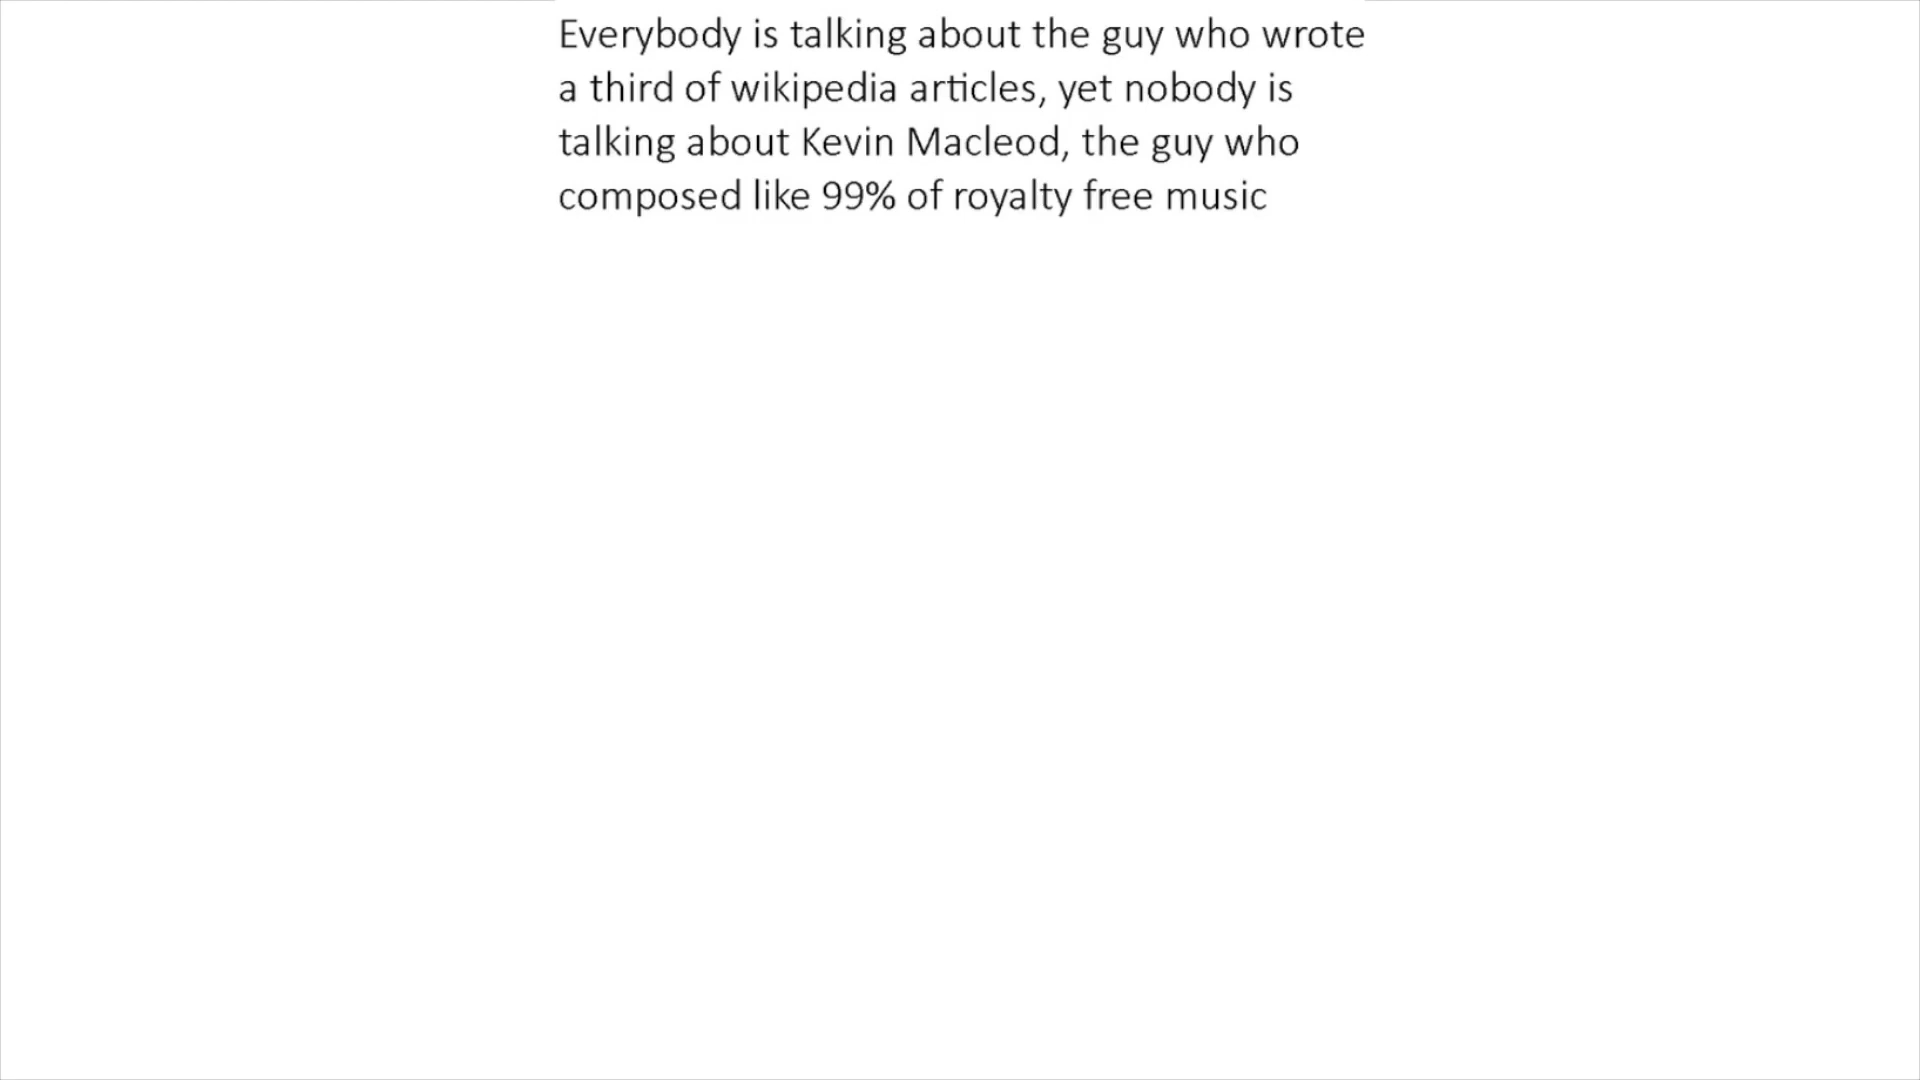 Everybody is talking about the guy who wrote
a third of wikipedia articles, yet nobody is
talking about Kevin Macleod, the guy who
composed like 99% of royalty free music